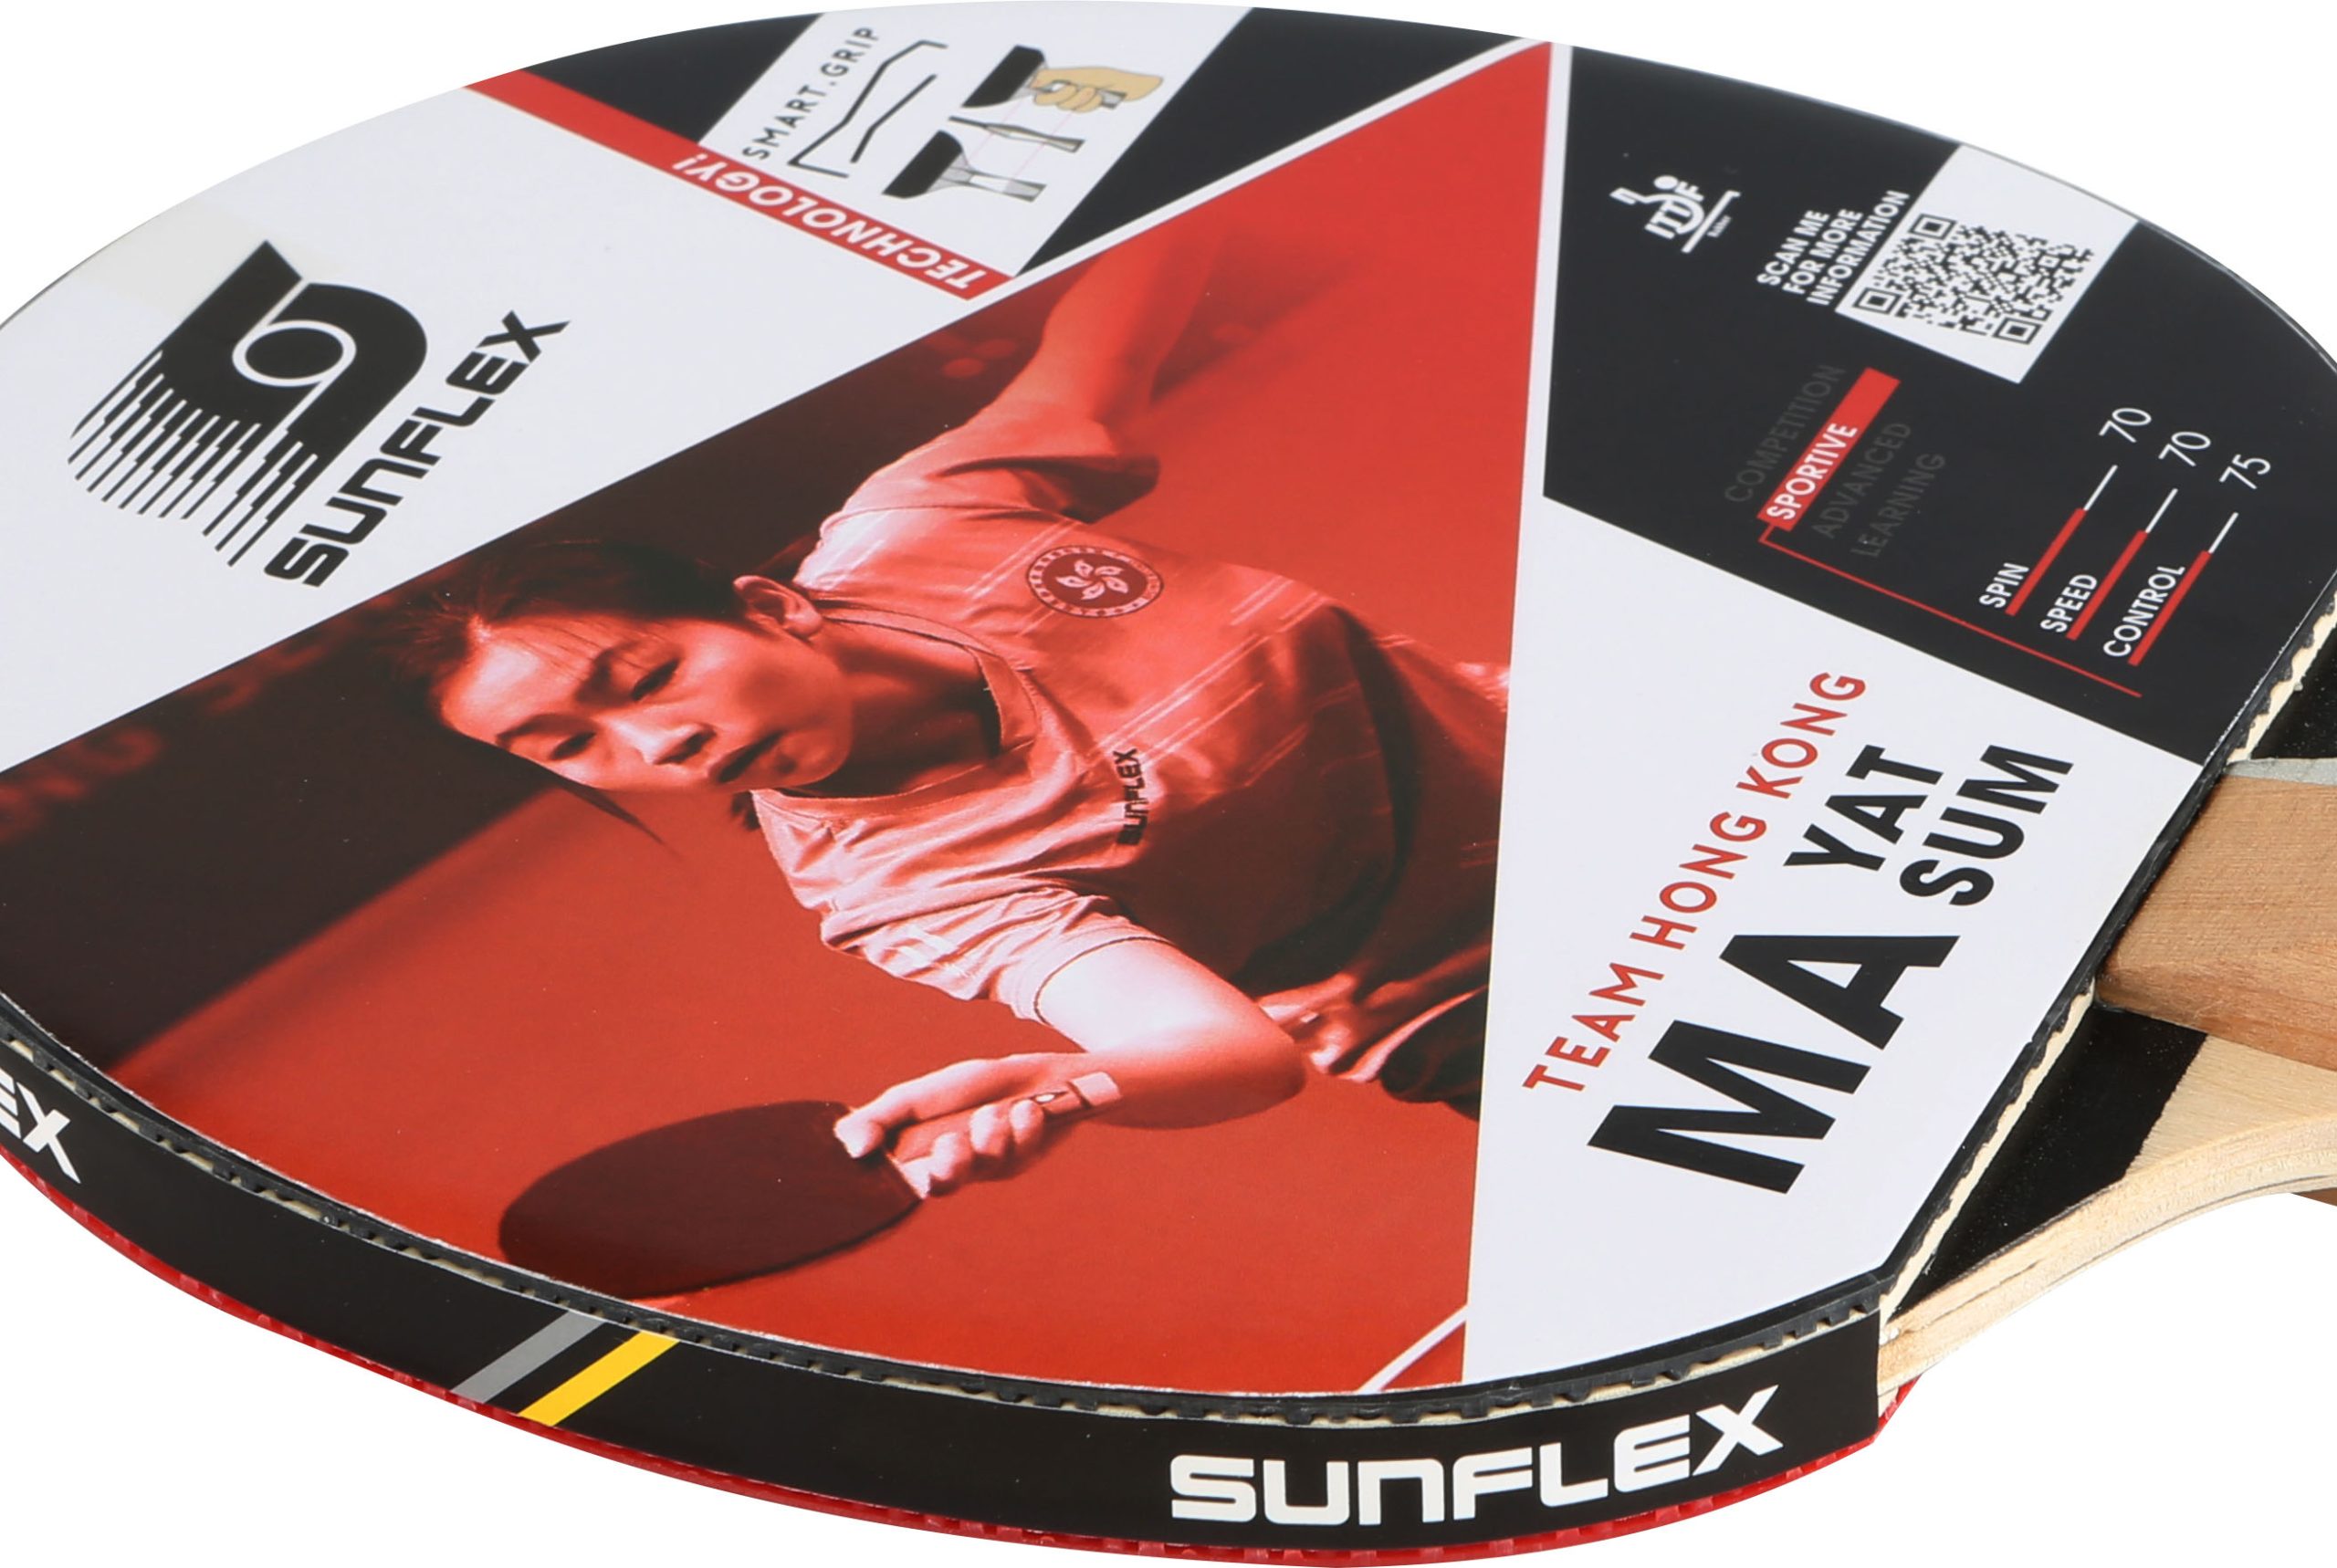 SMART.GRIP
TECHNOLOGY!
SUNFLEX
ITTF
SCAN ME
FOR MORE
INFORMATION
COMPETITION
SPORTIVE
ADVANCED
LEARNING
SPIN 70
SPEED 70
CONTROL 75
SUNFLEX
TEAM HONG KONG
MA YAT
SUM
EX
SUNFLEX